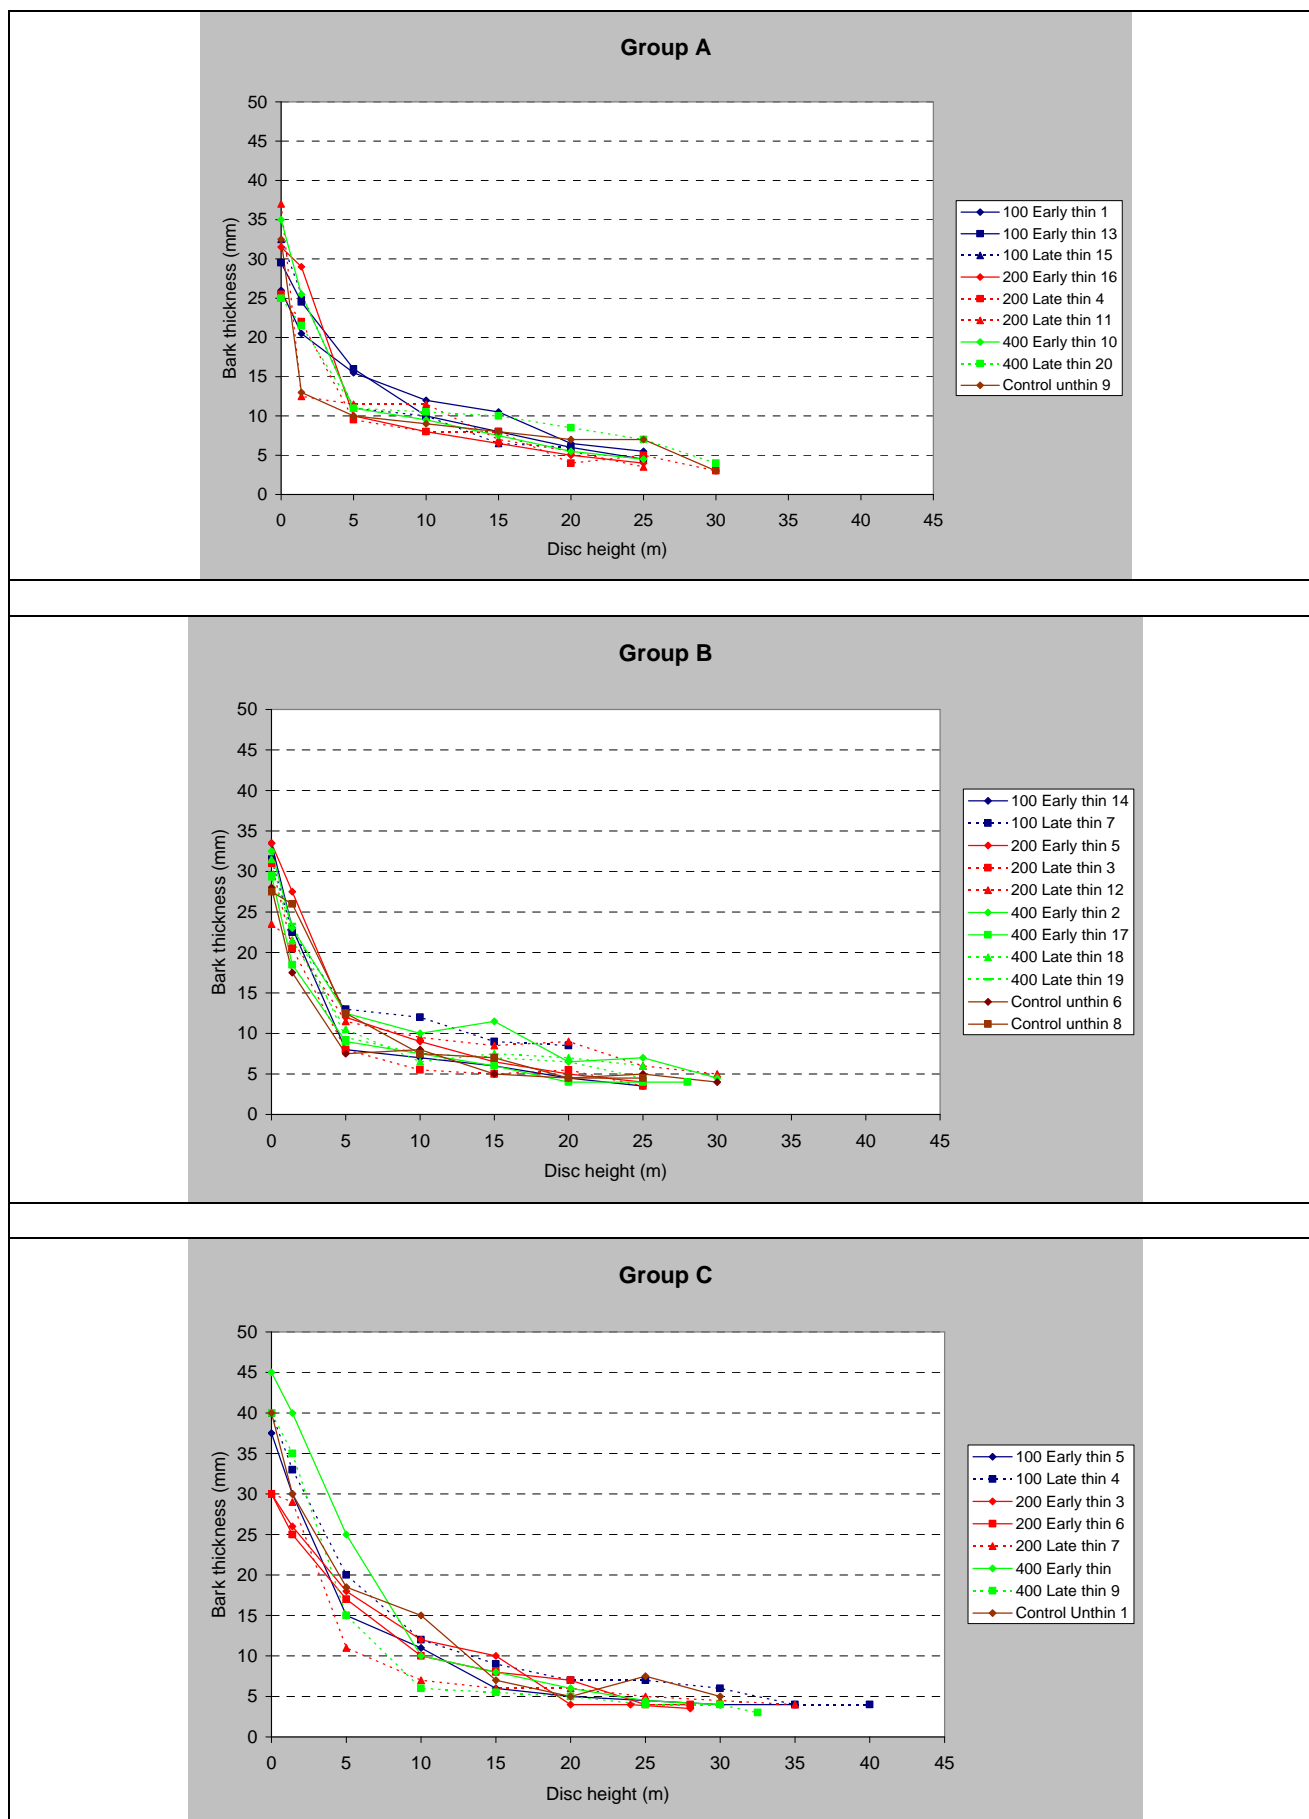 Group A
50
45
40
35
30
25
20
15
10
5
0
Bark thickness (mm)
0 5 10 15 20 25 30 35 40 45
Disc height (m)
100 Early thin 1
100 Early thin 13
100 Late thin 15
200 Early thin 16
200 Late thin 4
200 Late thin 11
400 Early thin 10
400 Late thin 20
Control unthin 9
Group B
50
45
40
35
30
25
20
15
10
5
0
Bark thickness (mm)
0 5 10 15 20 25 30 35 40 45
Disc height (m)
100 Early thin 14
100 Late thin 7
200 Early thin 5
200 Late thin 3
200 Late thin 12
400 Early thin 2
400 Early thin 17
400 Late thin 18
400 Late thin 19
Control unthin 6
Control unthin 8
Group C
50
45
40
35
30
25
20
15
10
5
0
Bark thickness (mm)
0 5 10 15 20 25 30 35 40 45
Disc height (m)
100 Early thin 5
100 Late thin 4
200 Early thin 3
200 Early thin 6
200 Late thin 7
400 Early thin
400 Late thin 9
Control Unthin 1